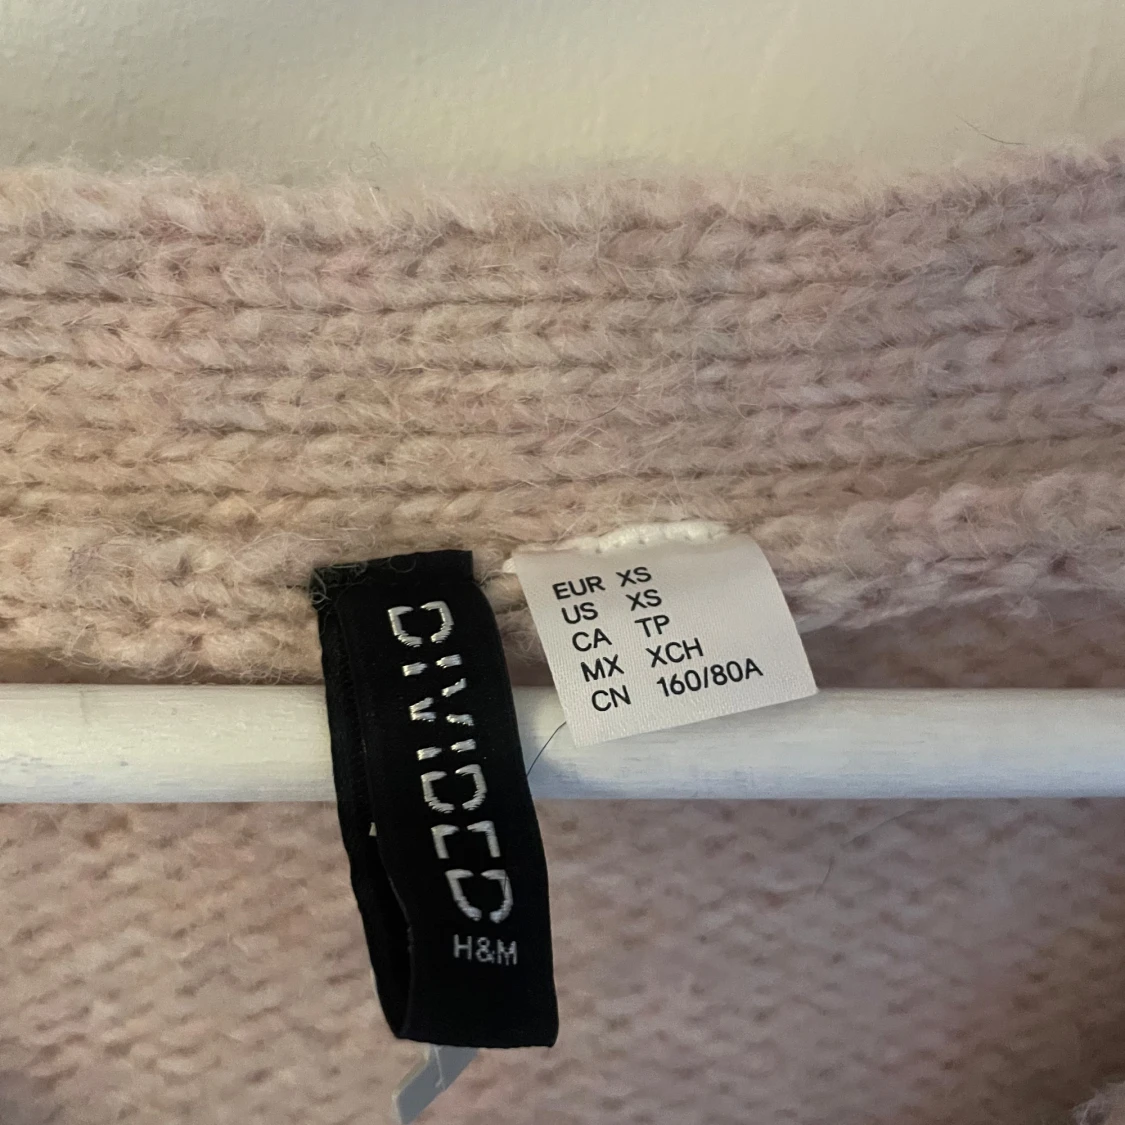 DIVIDED
H&M
EUR XS
US XS
CA TP
MX XCH
CN 160/80A